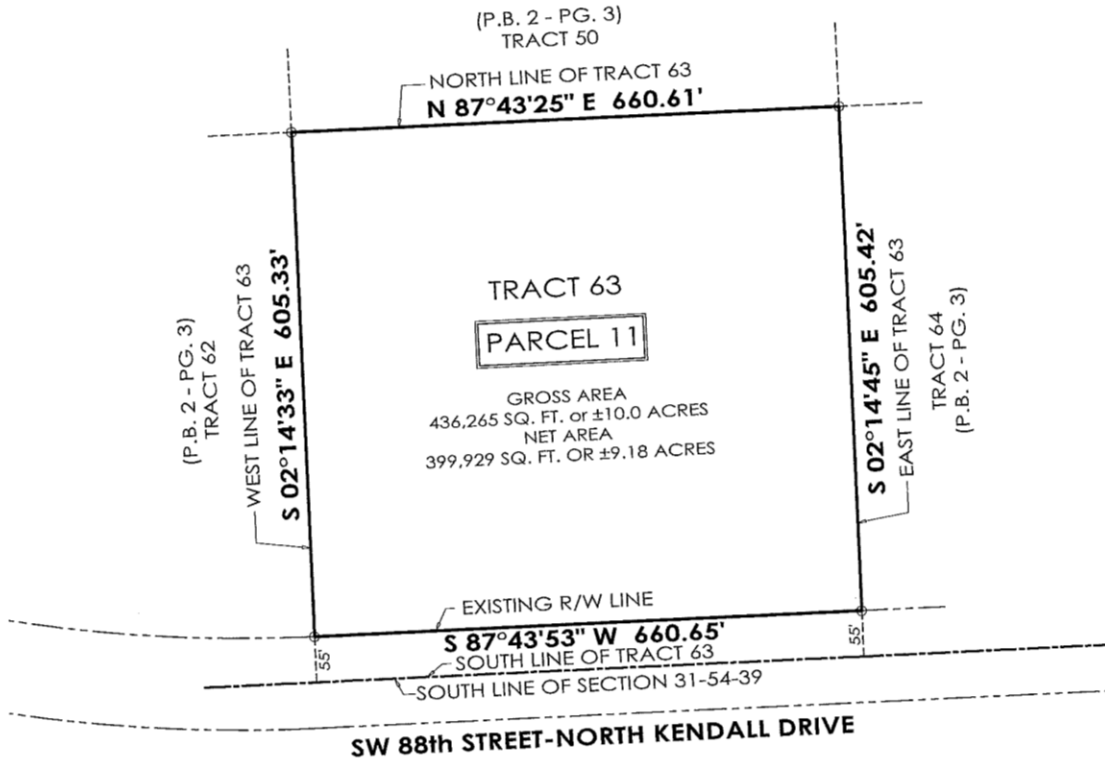 (P.B. 2 - PG. 3)
TRACT 50
NORTH LINE OF TRACT 63
N 87°43'25" E 660.61'
(P.B. 2 - PG. 3)
TRACT 62
WEST LINE OF TRACT 63
S 02°14'33" E 605.33'
TRACT 63
PARCEL 11
GROSS AREA
436,265 SQ. FT. or ±10.0 ACRES
NET AREA
399,929 SQ. FT. OR ±9.18 ACRES
S 02°14'45" E 605.42'
EAST LINE OF TRACT 63
TRACT 64
(P.B. 2 - PG. 3)
EXISTING R/W LINE
S 87°43'53" W 660.65'
55'
55'
SOUTH LINE OF TRACT 63
SOUTH LINE OF SECTION 31-54-39
SW 88th STREET-NORTH KENDALL DRIVE